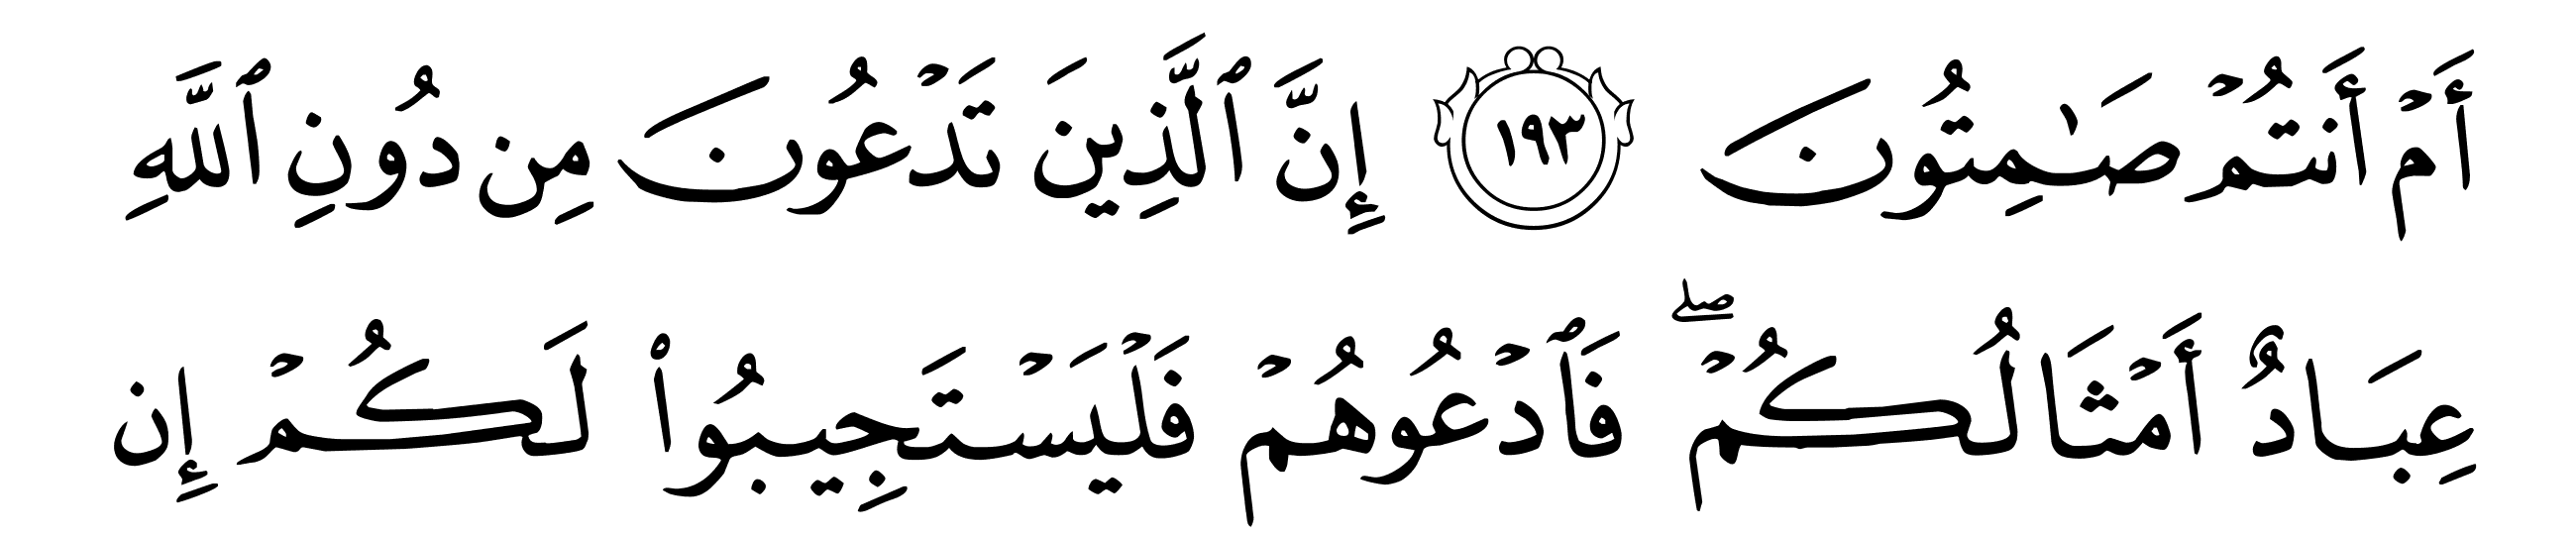 أَمْ أَنتُمْ صَٰمِتُونَ ١٩٣ إِنَّ ٱلَّذِينَ تَدْعُونَ مِن دُونِ ٱللَّهِ
عِبَادٌ أَمْثَالُكُمْ ۖ فَٱدْعُوهُمْ فَلْيَسْتَجِيبُوا۟ لَكُمْ إِن